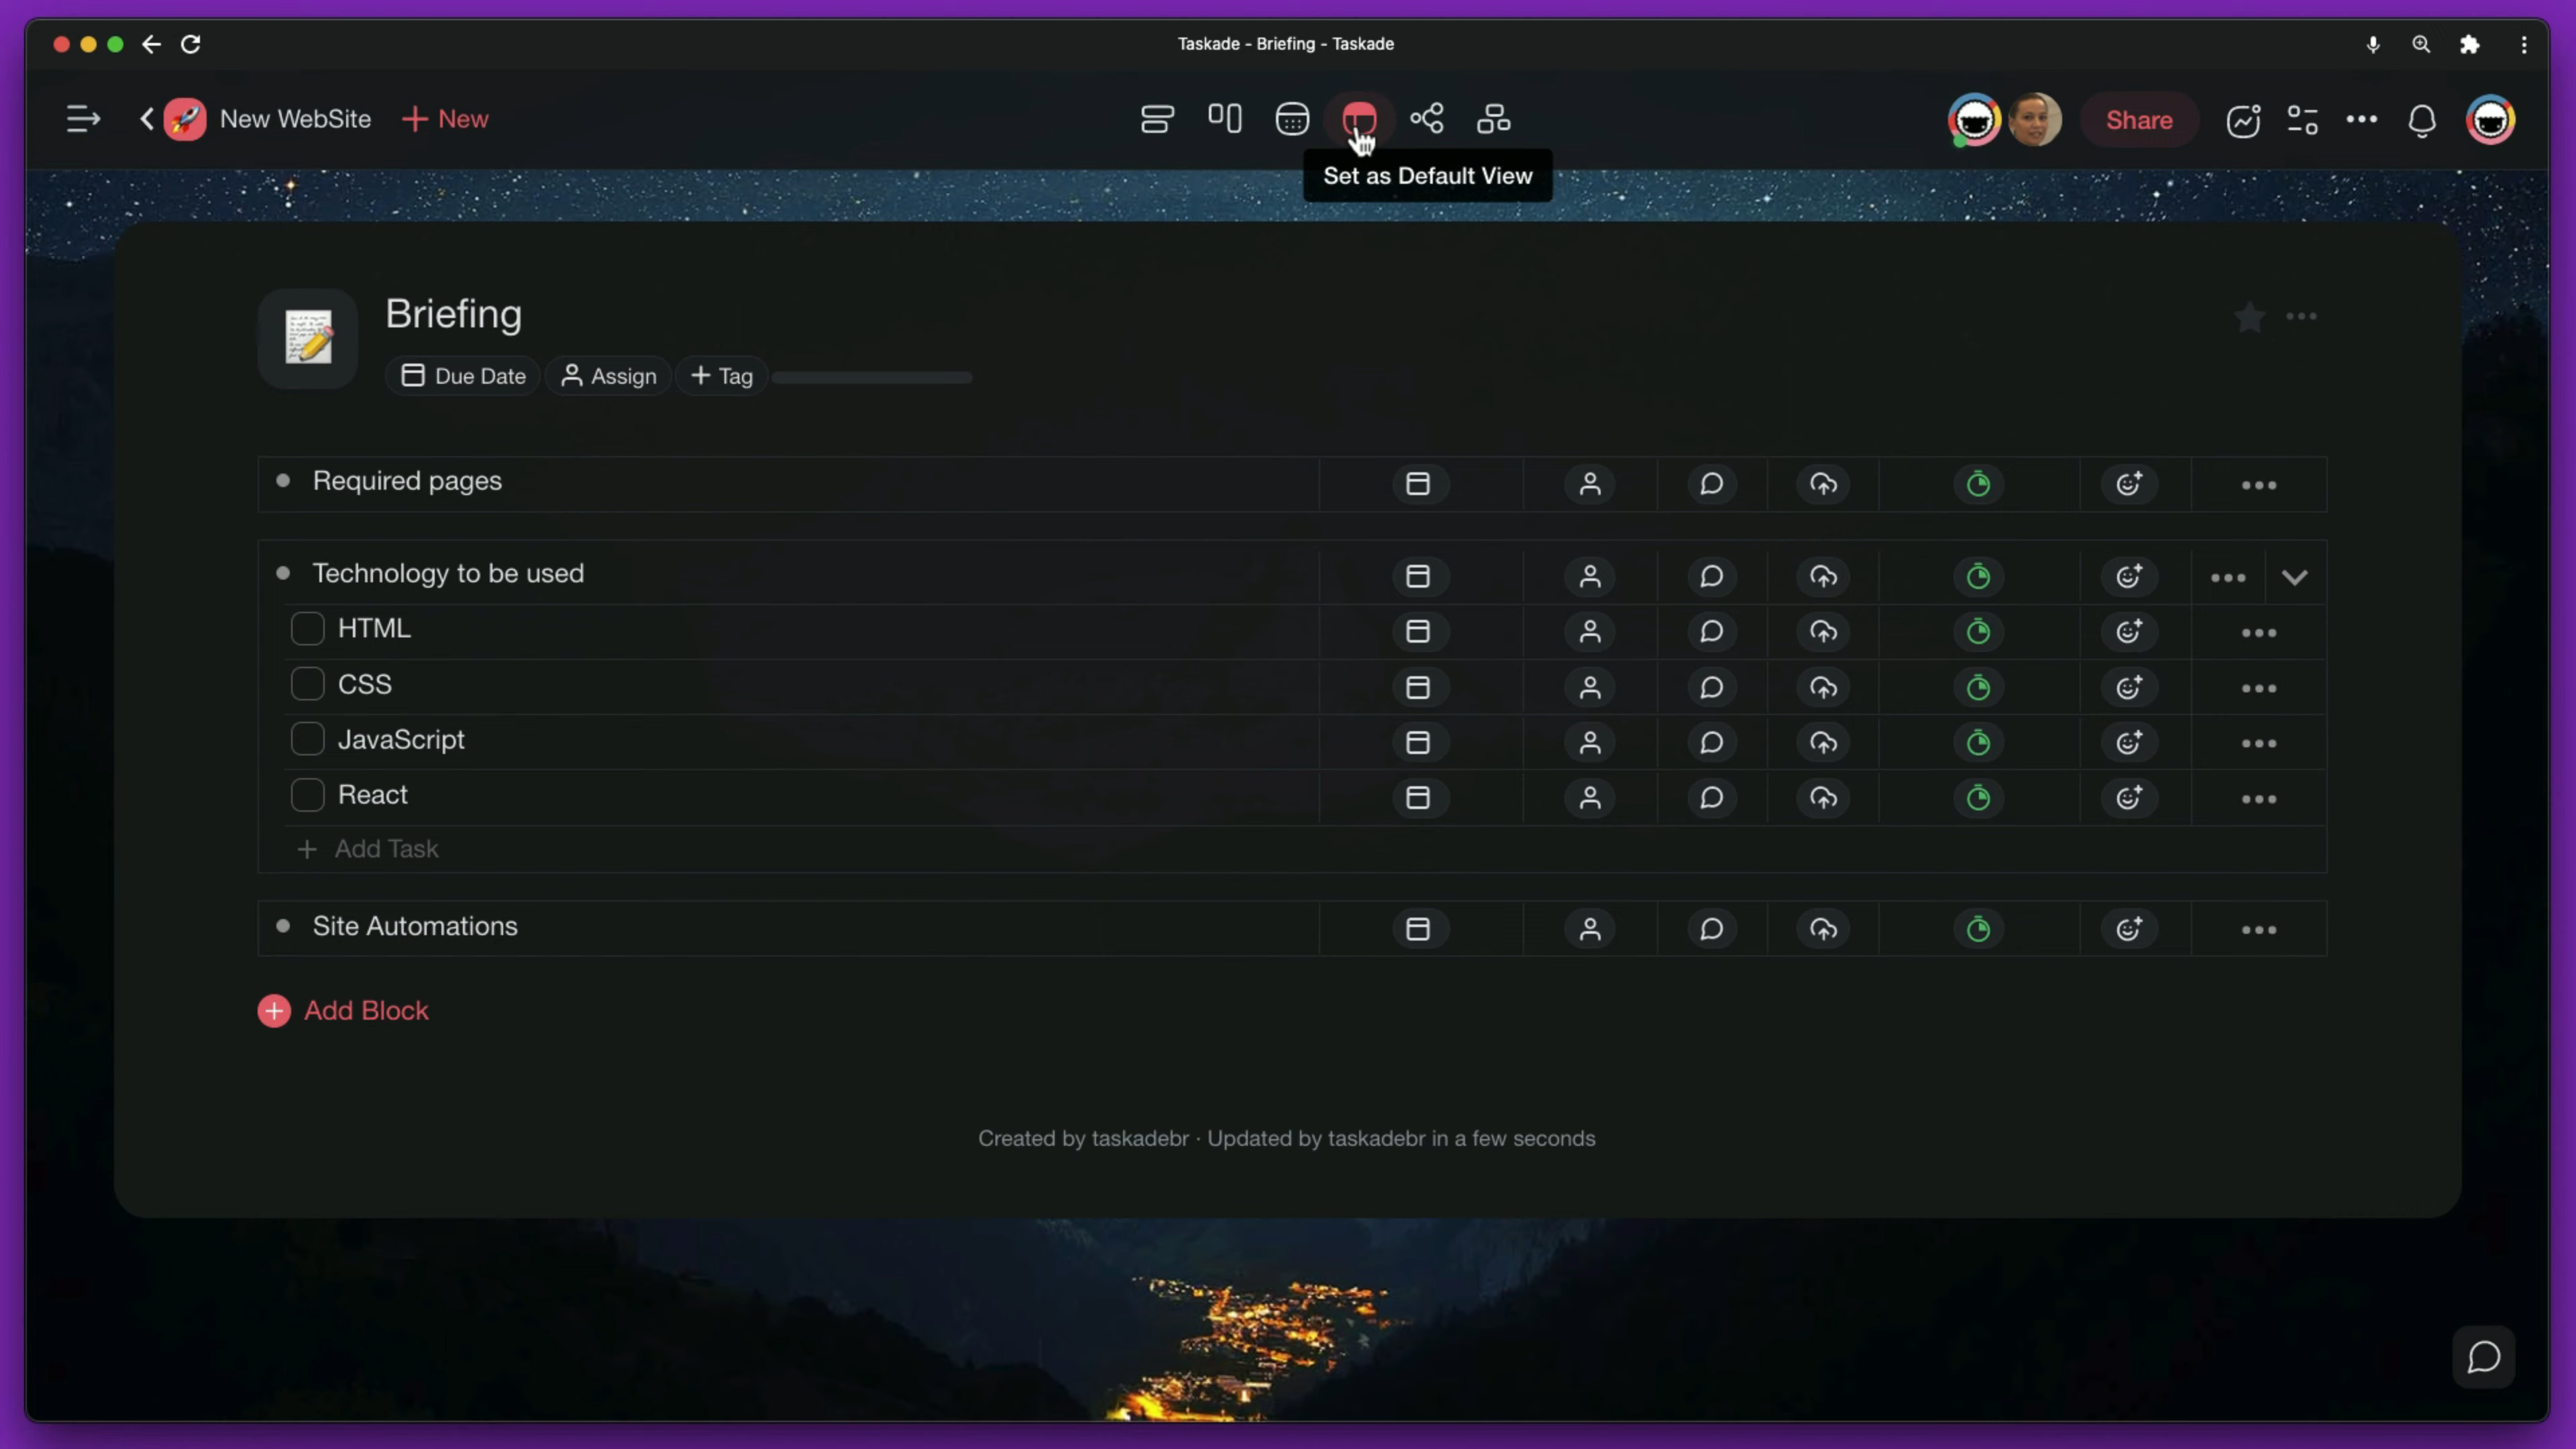 Taskade - Briefing - Taskade
New WebSite
+ New
Share
Set as Default View
Briefing
Due Date
Assign
+ Tag
Required pages
Technology to be used
HTML
CSS
JavaScript
React
+ Add Task
Site Automations
+ Add Block
Created by taskadebr · Updated by taskadebr in a few seconds